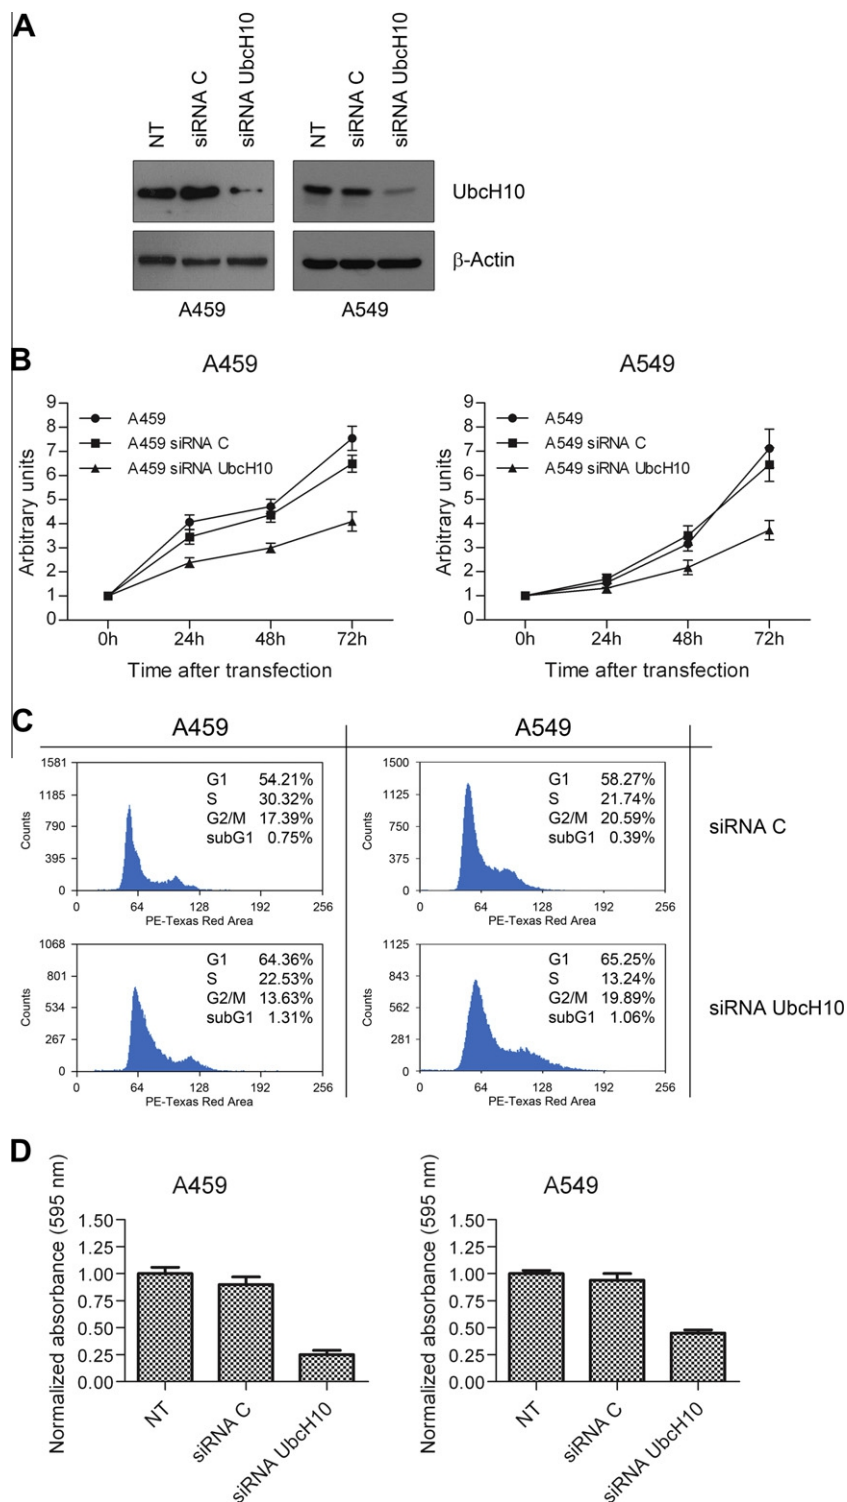 A
NT
siRNA C
siRNA UbcH10
NT
siRNA C
siRNA UbcH10
UbcH10
β-Actin
A459
A549
B
A459
Arbitrary units
9
8
7
6
5
4
3
2
1
0
A459
A459 siRNA C
A459 siRNA UbcH10
0h 24h 48h 72h
Time after transfection
A549
Arbitrary units
9
8
7
6
5
4
3
2
1
0
A549
A549 siRNA C
A549 siRNA UbcH10
0h 24h 48h 72h
Time after transfection
C
A459
A549
Counts
1581
1185
790
395
0
G1 54.21%
S 30.32%
G2/M 17.39%
subG1 0.75%
0 64 128 192 256
PE-Texas Red Area
Counts
1500
1125
750
375
0
G1 58.27%
S 21.74%
G2/M 20.59%
subG1 0.39%
0 64 128 192 256
PE-Texas Red Area
siRNA C
Counts
1068
801
534
267
0
G1 64.36%
S 22.53%
G2/M 13.63%
subG1 1.31%
0 64 128 192 256
PE-Texas Red Area
Counts
1125
843
562
281
0
G1 65.25%
S 13.24%
G2/M 19.89%
subG1 1.06%
0 64 128 192 256
PE-Texas Red Area
siRNA UbcH10
D
A459
Normalized absorbance (595 nm)
1.50
1.25
1.00
0.75
0.50
0.25
0.00
NT
siRNA C
siRNA UbcH10
A549
Normalized absorbance (595 nm)
1.50
1.25
1.00
0.75
0.50
0.25
0.00
NT
siRNA C
siRNA UbcH10